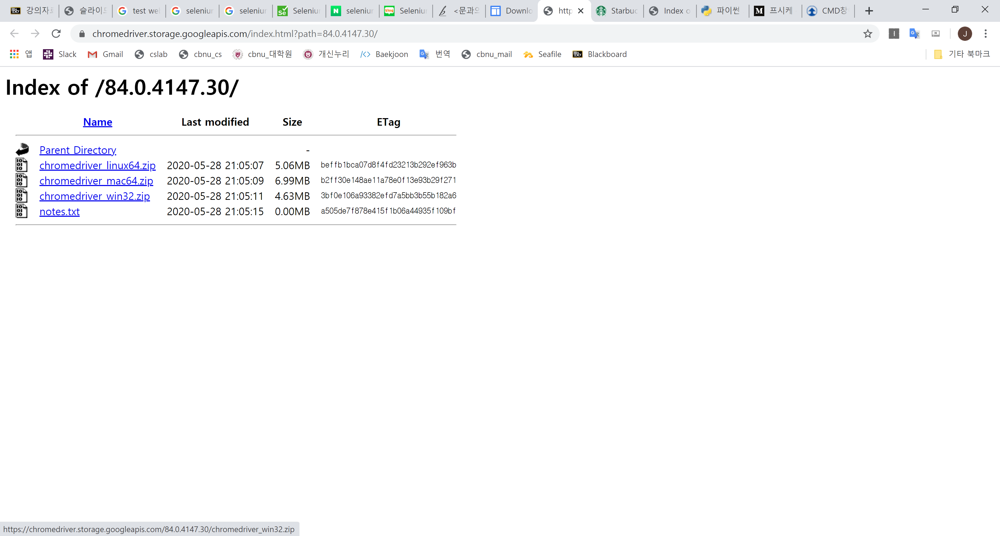 강의자료 슬라이드 test we seleniur seleniur Seleniur seleniur Seleniur <문과으 Downlo http Starbuc Index o 파이썬 프시케 CMD창
chromedriver.storage.googleapis.com/index.html?path=84.0.4147.30/ J
앱 Slack Gmail cslab cbnu_cs cbnu_대학원 개신누리 Baekjoon 번역 cbnu_mail Seafile Blackboard 기타 북마크
Index of /84.0.4147.30/
Name Last modified Size ETag
Parent Directory -
chromedriver_linux64.zip 2020-05-28 21:05:07 5.06MB beffb1bca07d8f4fd23213b292ef963b
chromedriver_mac64.zip 2020-05-28 21:05:09 6.99MB b2ff30e148ae11a78e0f13e93b29f271
chromedriver_win32.zip 2020-05-28 21:05:11 4.63MB 3bf0e106a93382efd7a5bb3b55b182a6
notes.txt 2020-05-28 21:05:15 0.00MB a505de7f878e415f1b06a44935f109bf
https://chromedriver.storage.googleapis.com/84.0.4147.30/chromedriver_win32.zip